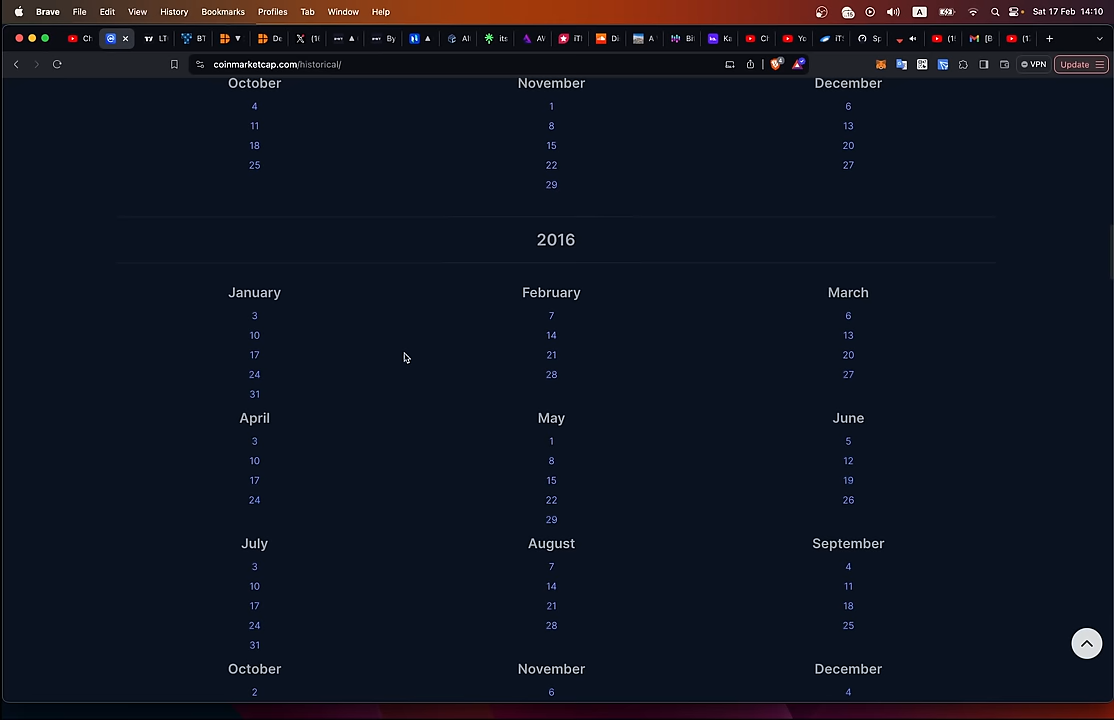 Brave File Edit View History Bookmarks Profiles Tab Window Help A Sat 17 Feb 14:10
coinmarketcap.com/historical/ VPN Update
October November December
4 1 6
11 8 13
18 15 20
25 22 27
29
2016
January February March
3 7 6
10 14 13
17 21 20
24 28 27
31
April May June
3 1 5
10 8 12
17 15 19
24 22 26
29
July August September
3 7 4
10 14 11
17 21 18
24 28 25
31
October November December
2 6 4